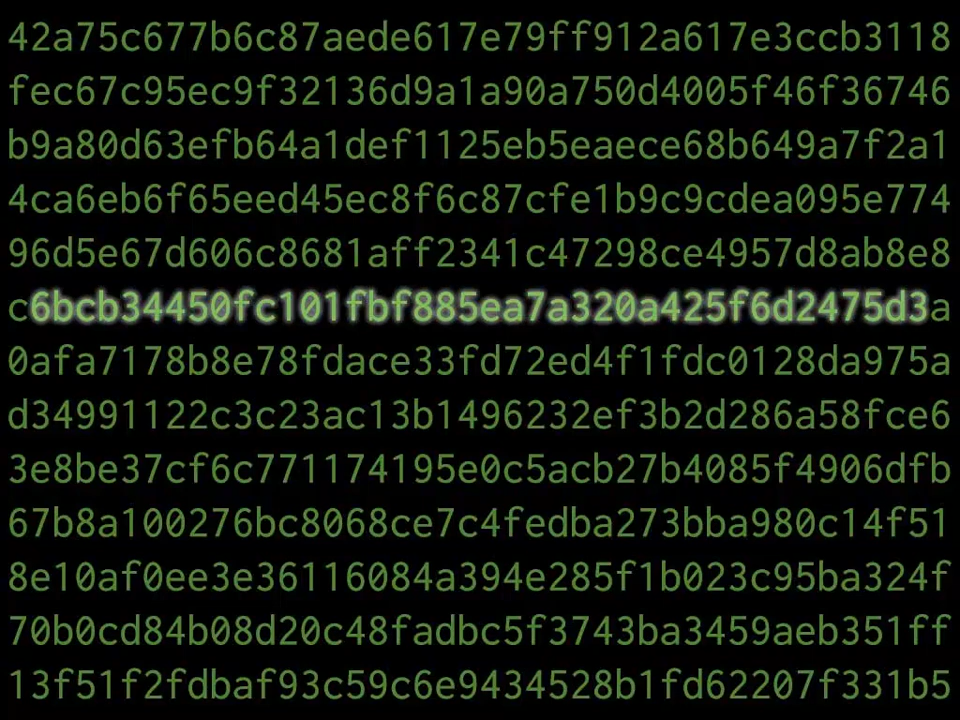 42a75c677b6c87aede617e79ff912a617e3ccb3118
fec67c95ec9f32136d9a1a90a750d4005f46f36746
b9a80d63efb64a1def1125eb5eaece68b649a7f2a1
4ca6eb6f65eed45ec8f6c87cfe1b9c9cdea095e774
96d5e67d606c8681aff2341c47298ce4957d8ab8e8
c6bcb34450fc101fbf885ea7a320a425f6d2475d3a
0afa7178b8e78fdace33fd72ed4f1fdc0128da975a
d34991122c3c23ac13b1496232ef3b2d286a58fce6
3e8be37cf6c771174195e0c5acb27b4085f4906dfb
67b8a100276bc8068ce7c4fedba273bba980c14f51
8e10af0ee3e36116084a394e285f1b023c95ba324f
70b0cd84b08d20c48fadbc5f3743ba3459aeb351ff
13f51f2fdbaf93c59c6e9434528b1fd62207f331b5